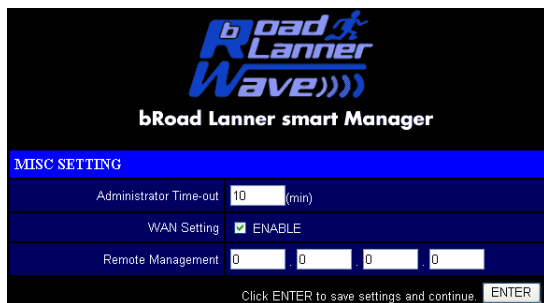 bRoad
Lanner
Wave
bRoad Lanner smart Manager
MISC SETTING
Administrator Time-out 10 (min)
WAN Setting ENABLE
Remote Management 0 . 0 . 0 . 0
Click ENTER to save settings and continue. ENTER